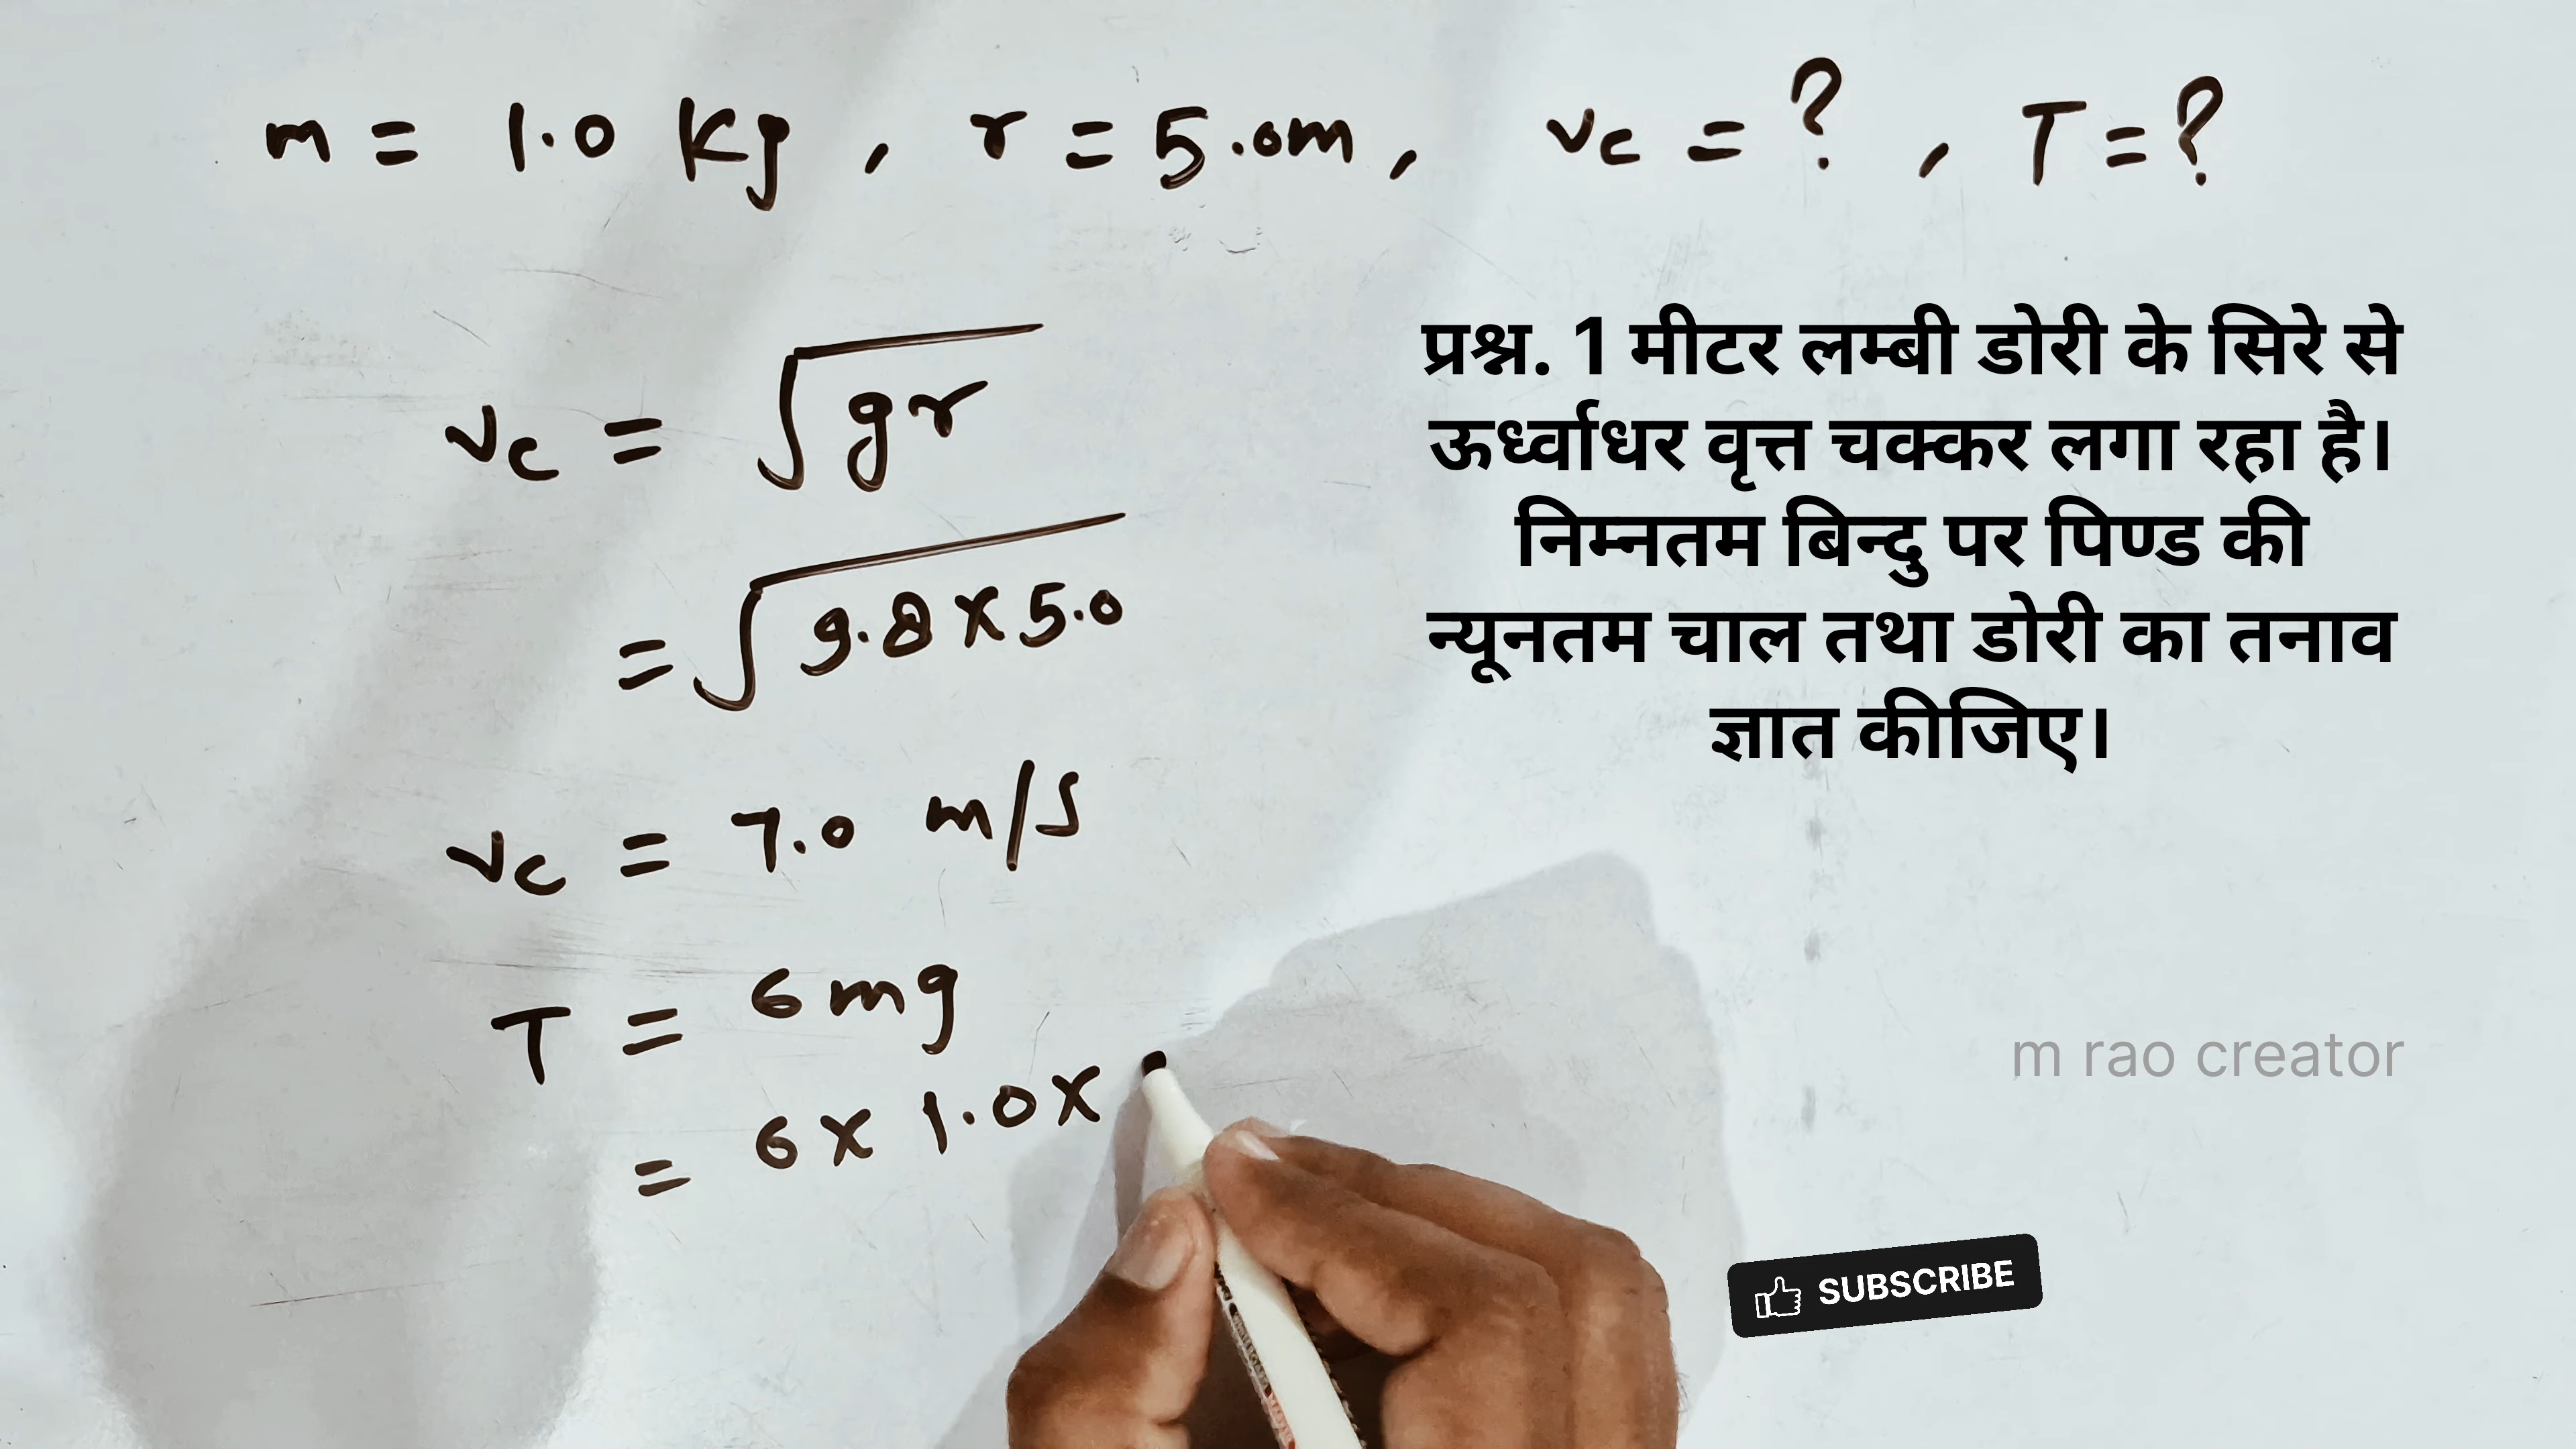 m = 1.0 Kg , r = 5.0m , vc = ? , T = ?
vc = √gr
= √9.8 x 5.0
vc = 7.0 m/s
T = 6mg
= 6 x 1.0 x
प्रश्न. 1 मीटर लम्बी डोरी के सिरे से
ऊर्ध्वाधर वृत्त चक्कर लगा रहा है।
निम्नतम बिन्दु पर पिण्ड की
न्यूनतम चाल तथा डोरी का तनाव
ज्ञात कीजिए।
m rao creator
SUBSCRIBE